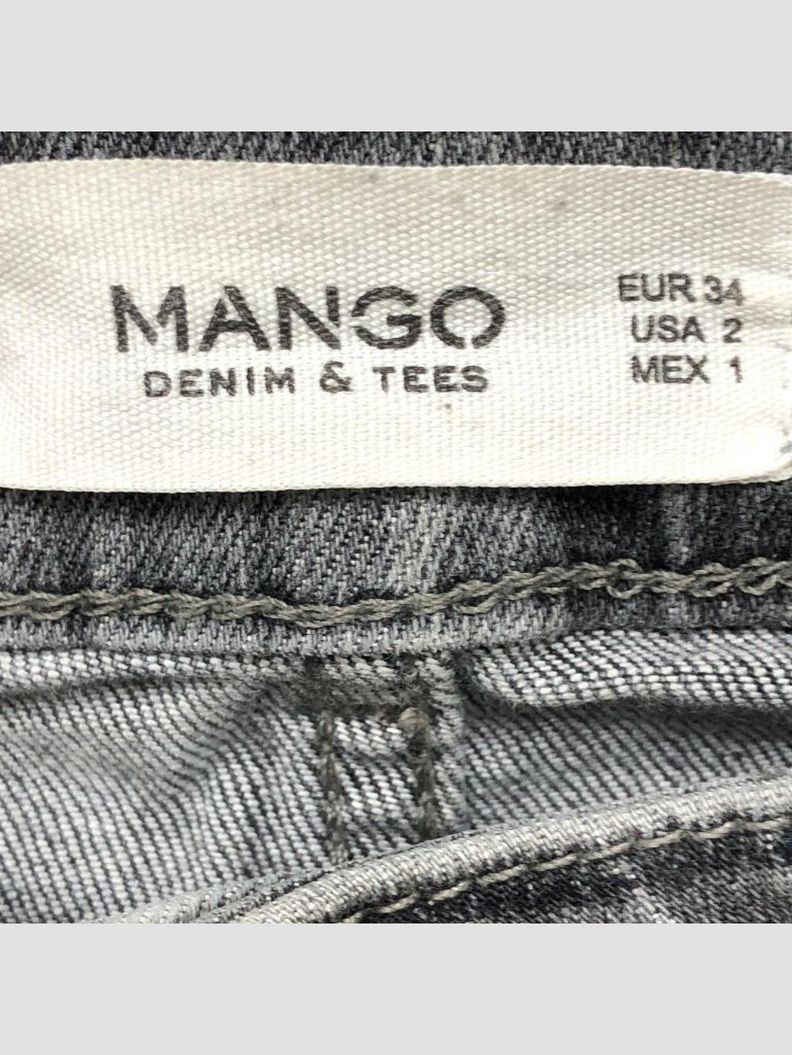 MANGO
DENIM & TEES
EUR 34
USA 2
MEX 1